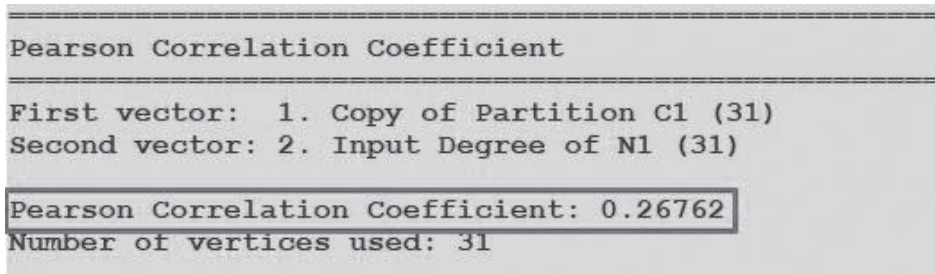 Pearson Correlation Coefficient
First vector: 1. Copy of Partition C1 (31)
Second vector: 2. Input Degree of N1 (31)
Pearson Correlation Coefficient: 0.26762
Number of vertices used: 31